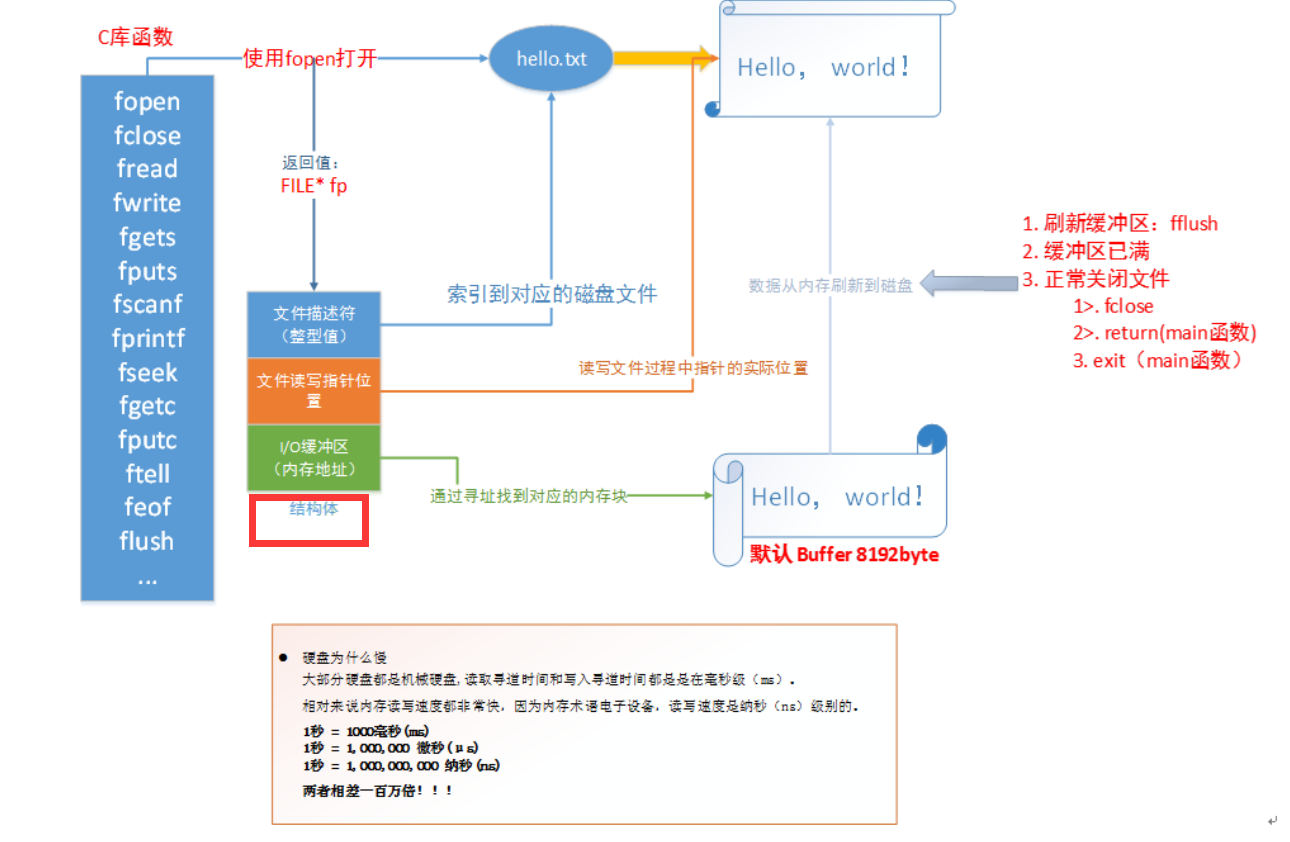 C库函数
使用fopen打开
hello.txt
Hello， world！
fopen
fclose
fread
fwrite
fgets
fputs
fscanf
fprintf
fseek
fgetc
fputc
ftell
feof
flush
...
返回值：
FILE* fp
文件描述符
（整型值）
文件读写指针位
置
I/O缓冲区
（内存地址）
结构体
索引到对应的磁盘文件
读写文件过程中指针的实际位置
通过寻址找到对应的内存块
数据从内存刷新到磁盘
1. 刷新缓冲区：fflush
2. 缓冲区已满
3. 正常关闭文件
1>. fclose
2>. return(main函数)
3. exit（main函数）
Hello， world！
默认 Buffer 8192byte
● 硬盘为什么慢
大部分硬盘都是机械硬盘,读取寻道时间和写入寻道时间都是是在毫秒级（ms）.
相对来说内存读写速度都非常快，因为内存术语电子设备，读写速度是纳秒（ns）级别的。
1秒 = 1000毫秒(ms)
1秒 = 1,000,000 微秒(μs)
1秒 = 1,000,000,000 纳秒(ns)
两者相差一百万倍！！！